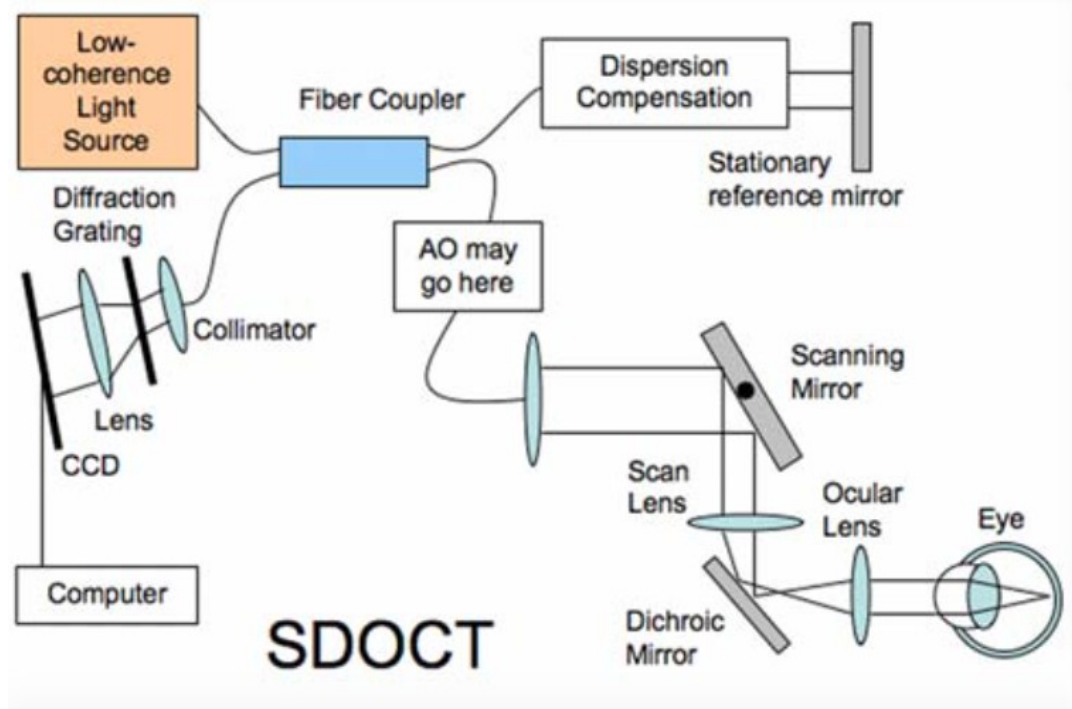 Low-
coherence
Light
Source
Fiber Coupler
Dispersion
Compensation
Stationary
reference mirror
Diffraction
Grating
AO may
go here
Collimator
Lens
CCD
Computer
Scanning
Mirror
Scan
Lens
Ocular
Lens
Eye
Dichroic
Mirror
SDOCT